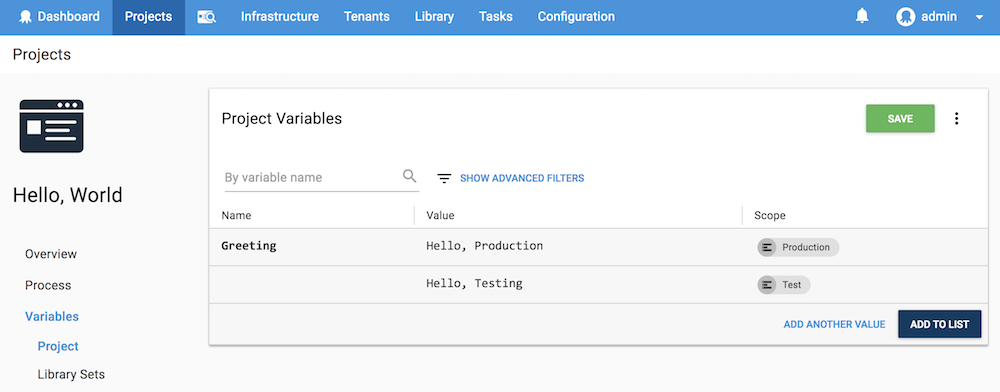 Dashboard Projects Infrastructure Tenants Library Tasks Configuration admin
Projects
Project Variables SAVE
By variable name SHOW ADVANCED FILTERS
Hello, World
Name Value Scope
Greeting Hello, Production Production
Overview
Hello, Testing Test
Process
Variables
ADD ANOTHER VALUE ADD TO LIST
Project
Library Sets